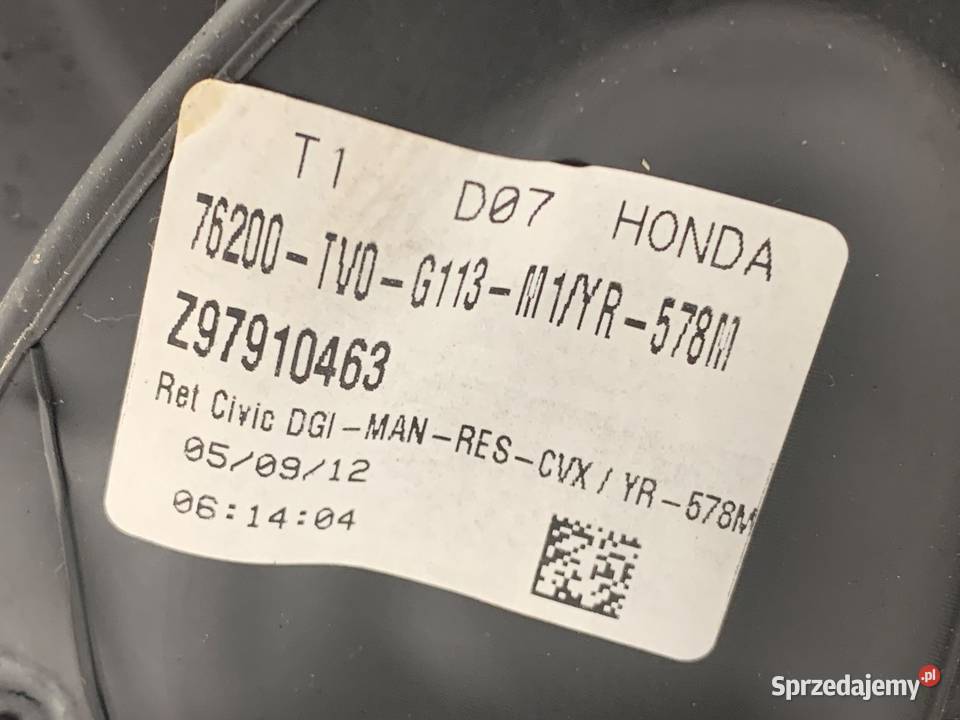 T1 D07 HONDA
76200-TV0-G113-M1/YR-578M
Z97910463
Ret Civic DGI-MAN-RES-CVX / YR-578M
05/09/12
06:14:04
Sprzedajemy.pl